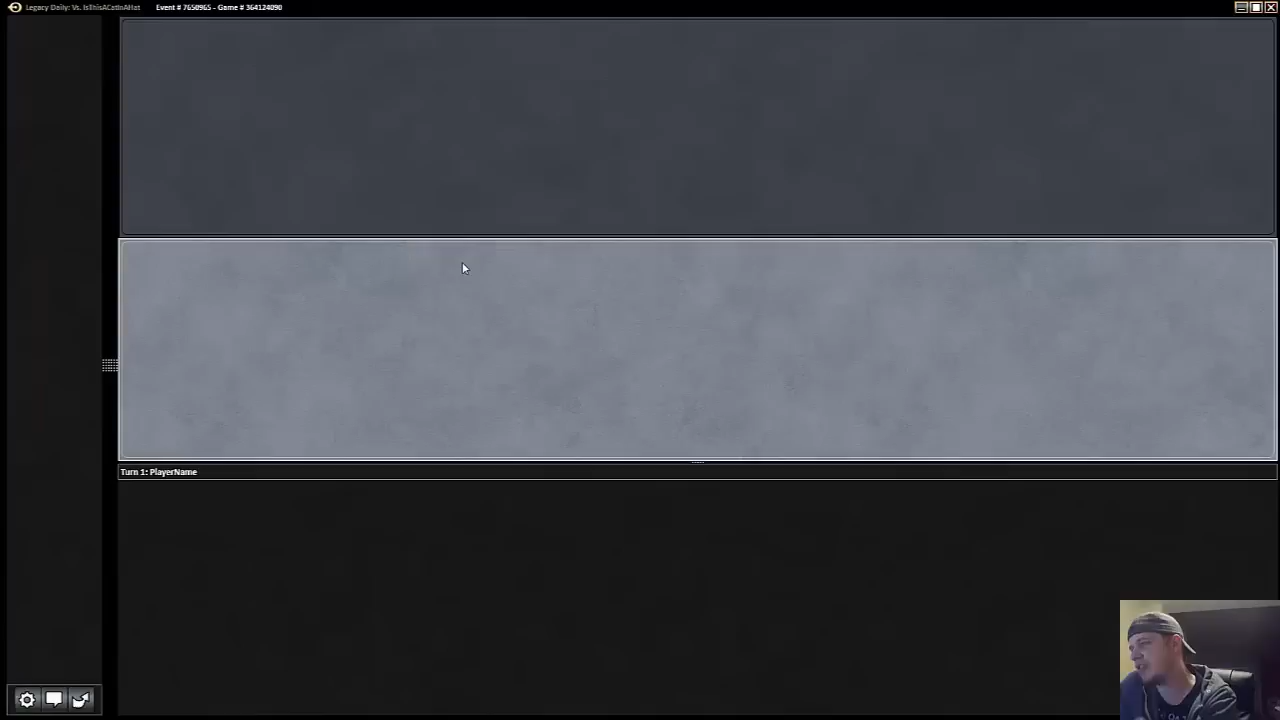 Legacy Daily: Vs. IsThisACatInAHat
Event # 7650965 - Game # 364124090
Turn 1: PlayerName